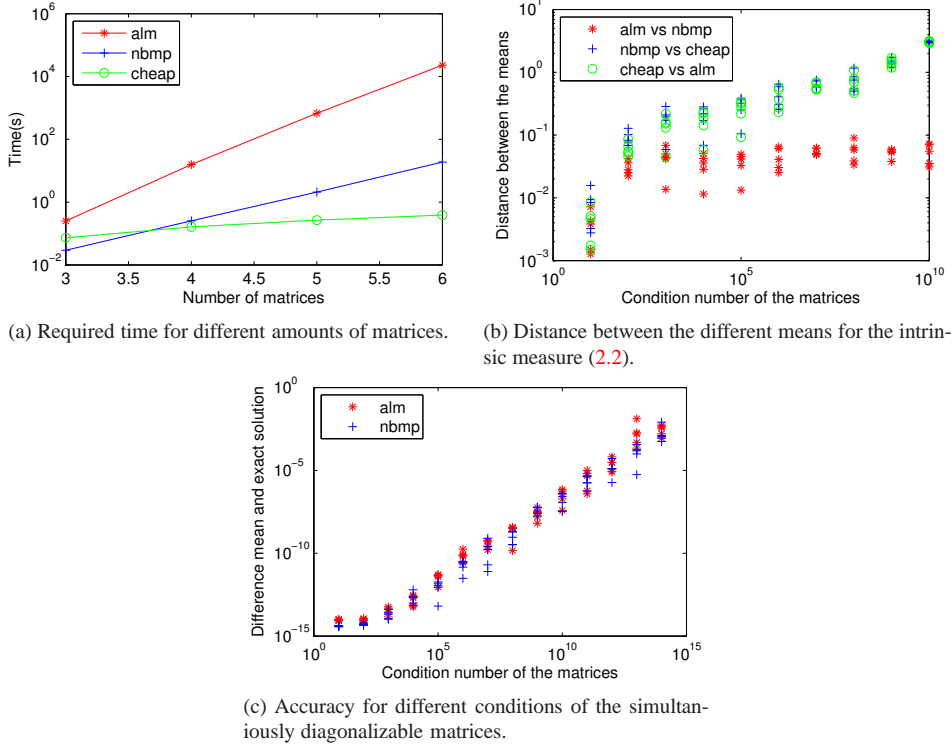 10^6
10^4
10^2
10^0
10^-2
Time(s)
alm
nbmp
cheap
3
3.5
4
4.5
5
5.5
6
Number of matrices
(a) Required time for different amounts of matrices.
10^1
10^0
10^-1
10^-2
10^-3
Distance between the means
alm vs nbmp
nbmp vs cheap
cheap vs alm
10^0
10^5
10^10
Condition number of the matrices
(b) Distance between the different means for the intrin-
sic measure (2.2).
10^0
10^-5
10^-10
10^-15
Difference mean and exact solution
alm
nbmp
10^0
10^5
10^10
10^15
Condition number of the matrices
(c) Accuracy for different conditions of the simultan-
iously diagonalizable matrices.